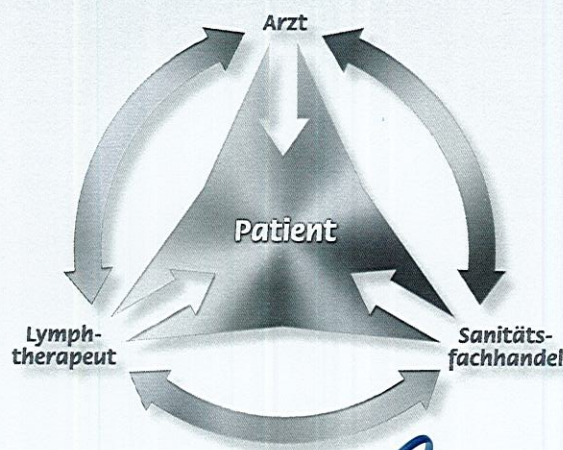 Arzt
Patient
Lymph-
therapeut
Sanitäts-
fachhandel